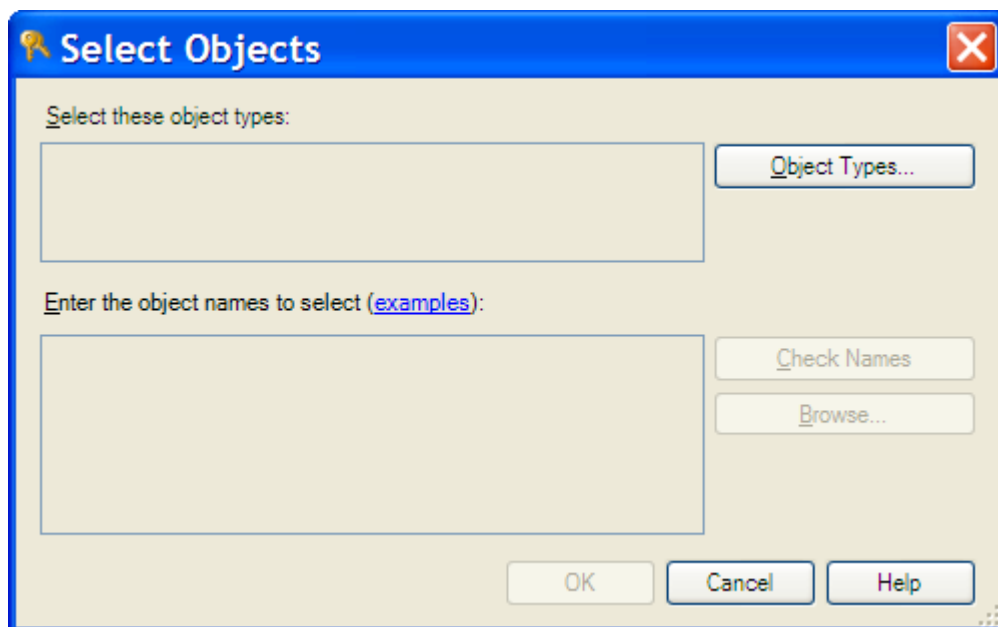 Select Objects
Select these object types:
Object Types...
Enter the object names to select (examples):
Check Names
Browse...
OK Cancel Help